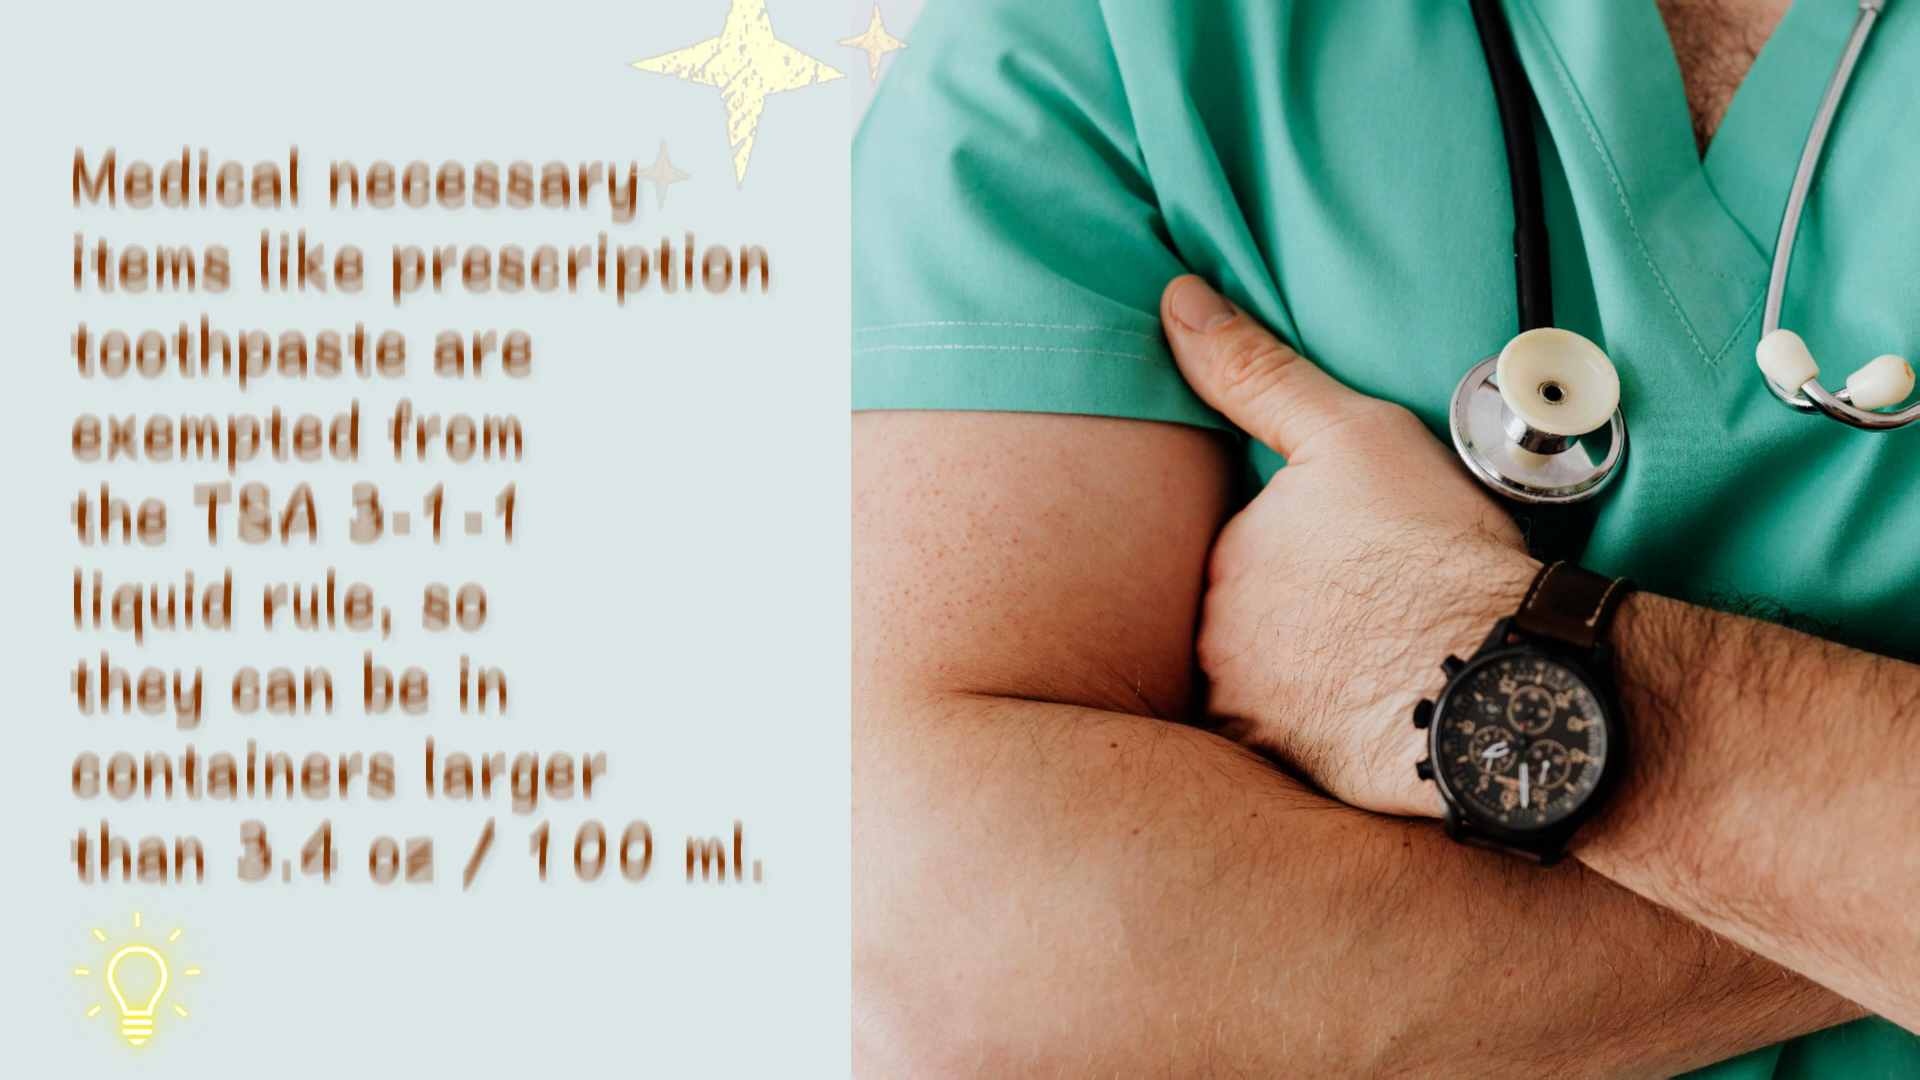 Medical necessary
items like prescription
toothpaste are
exempted from
the TSA 3-1-1
liquid rule, so
they can be in
containers larger
than 3.4 oz / 100 ml.